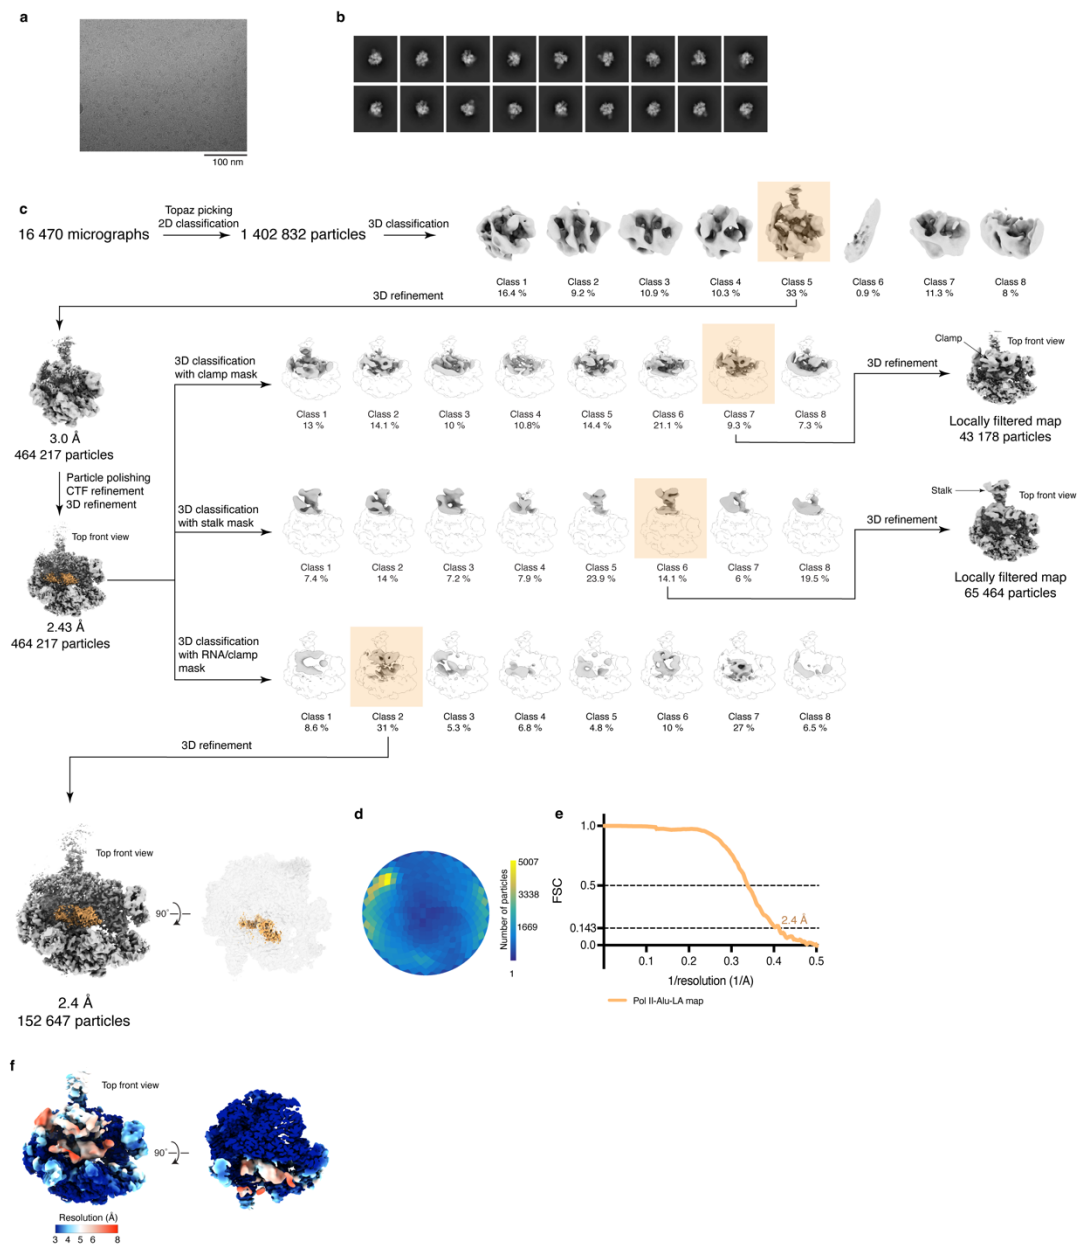 a
100 nm
b
c
16 470 micrographs
Topaz picking
2D classification
1 402 832 particles
3D classification
Class 1
16.4 %
Class 2
9.2 %
Class 3
10.9 %
Class 4
10.3 %
Class 5
33 %
Class 6
0.9 %
Class 7
11.3 %
Class 8
8 %
3D refinement
3.0 Å
464 217 particles
Particle polishing
CTF refinement
3D refinement
Top front view
2.43 Å
464 217 particles
3D classification
with clamp mask
Class 1
13 %
Class 2
14.1 %
Class 3
10 %
Class 4
10.8%
Class 5
14.4 %
Class 6
21.1 %
Class 7
9.3 %
Class 8
7.3 %
3D refinement
Clamp
Top front view
Locally filtered map
43 178 particles
3D classification
with stalk mask
Class 1
7.4 %
Class 2
14 %
Class 3
7.2 %
Class 4
7.9 %
Class 5
23.9 %
Class 6
14.1 %
Class 7
6 %
Class 8
19.5 %
3D refinement
Stalk
Top front view
Locally filtered map
65 464 particles
3D classification
with RNA/clamp
mask
Class 1
8.6 %
Class 2
31 %
Class 3
5.3 %
Class 4
6.8 %
Class 5
4.8 %
Class 6
10 %
Class 7
27 %
Class 8
6.5 %
3D refinement
Top front view
90°
2.4 Å
152 647 particles
d
Number of particles
5007
3338
1669
1
e
FSC
1.0
0.5
0.143
0.0
2.4 Å
0.1
0.2
0.3
0.4
0.5
1/resolution (1/A)
Pol II-Alu-LA map
f
Top front view
90°
Resolution (Å)
3 4 5 6 8